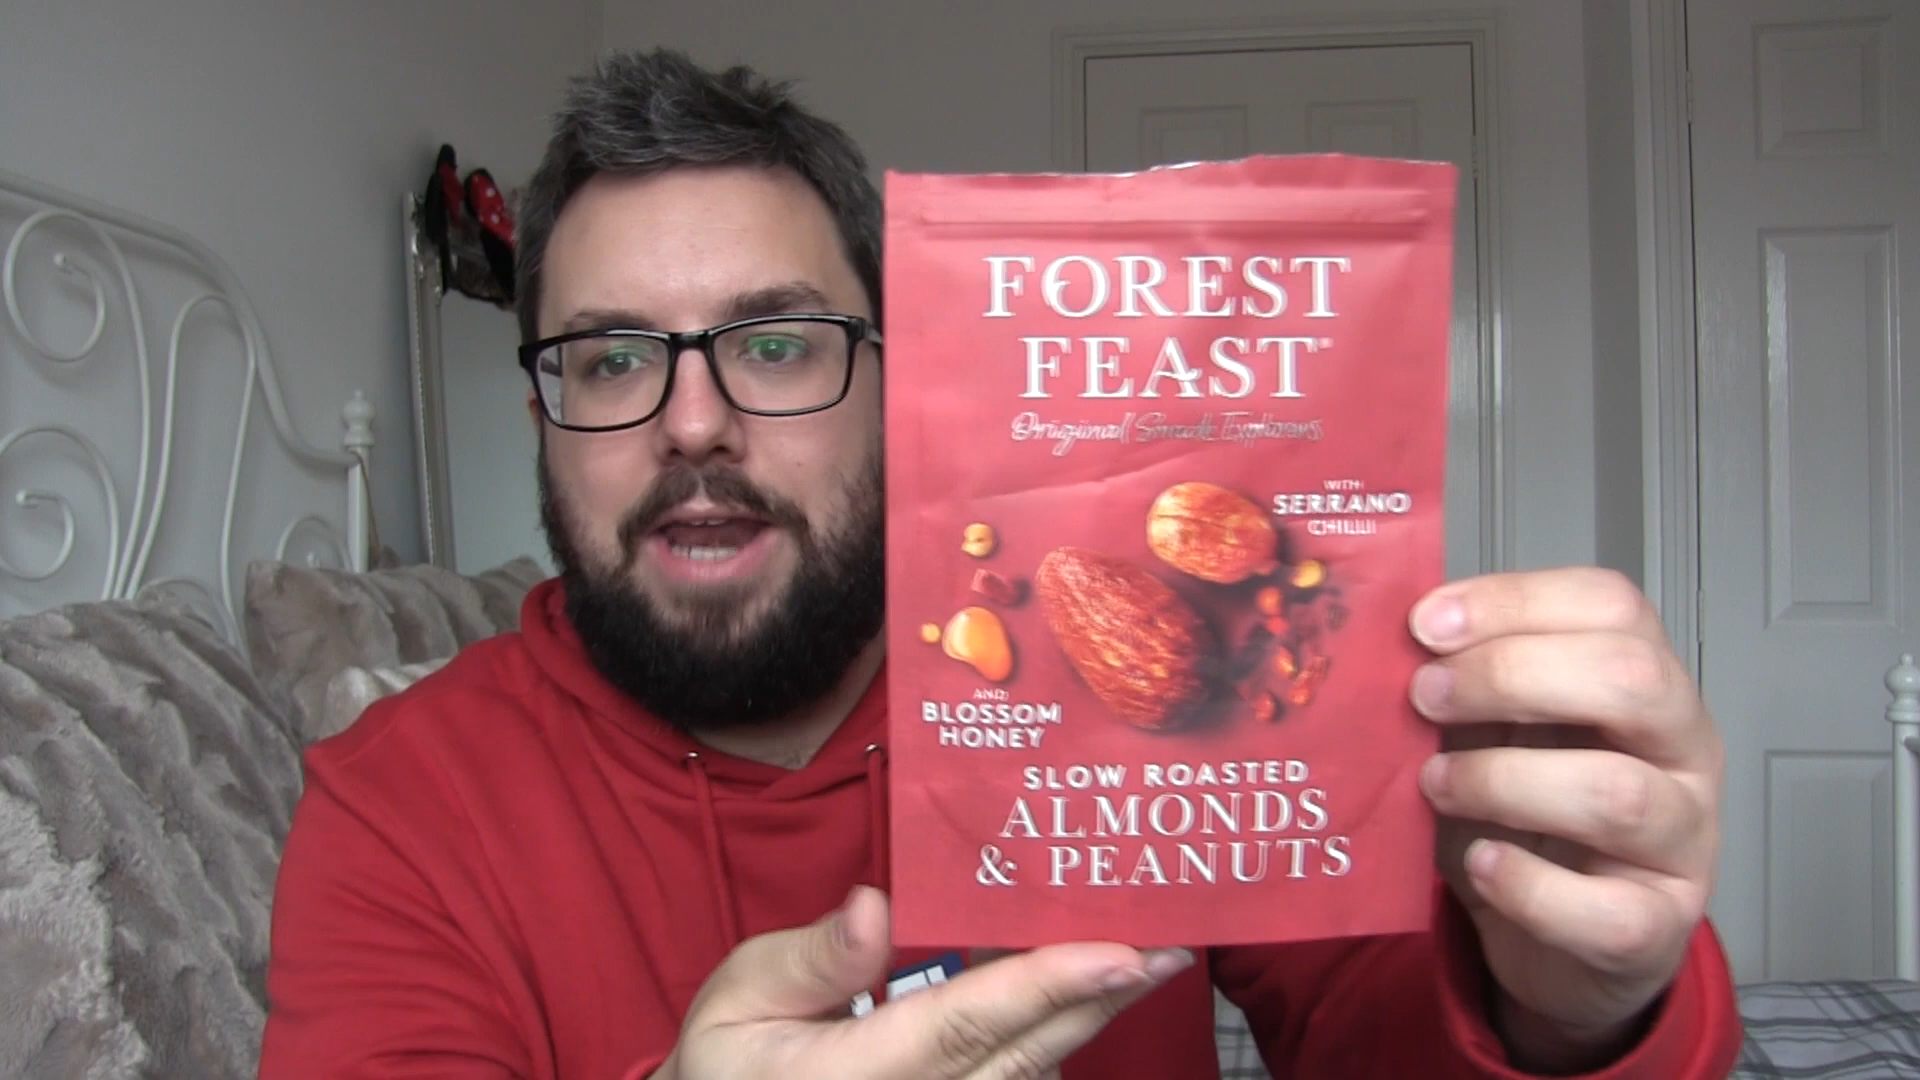 FOREST
FEAST
Original Snack Explorers
WITH
SERRANO
CHILLI
AND
BLOSSOM
HONEY
SLOW ROASTED
ALMONDS
& PEANUTS